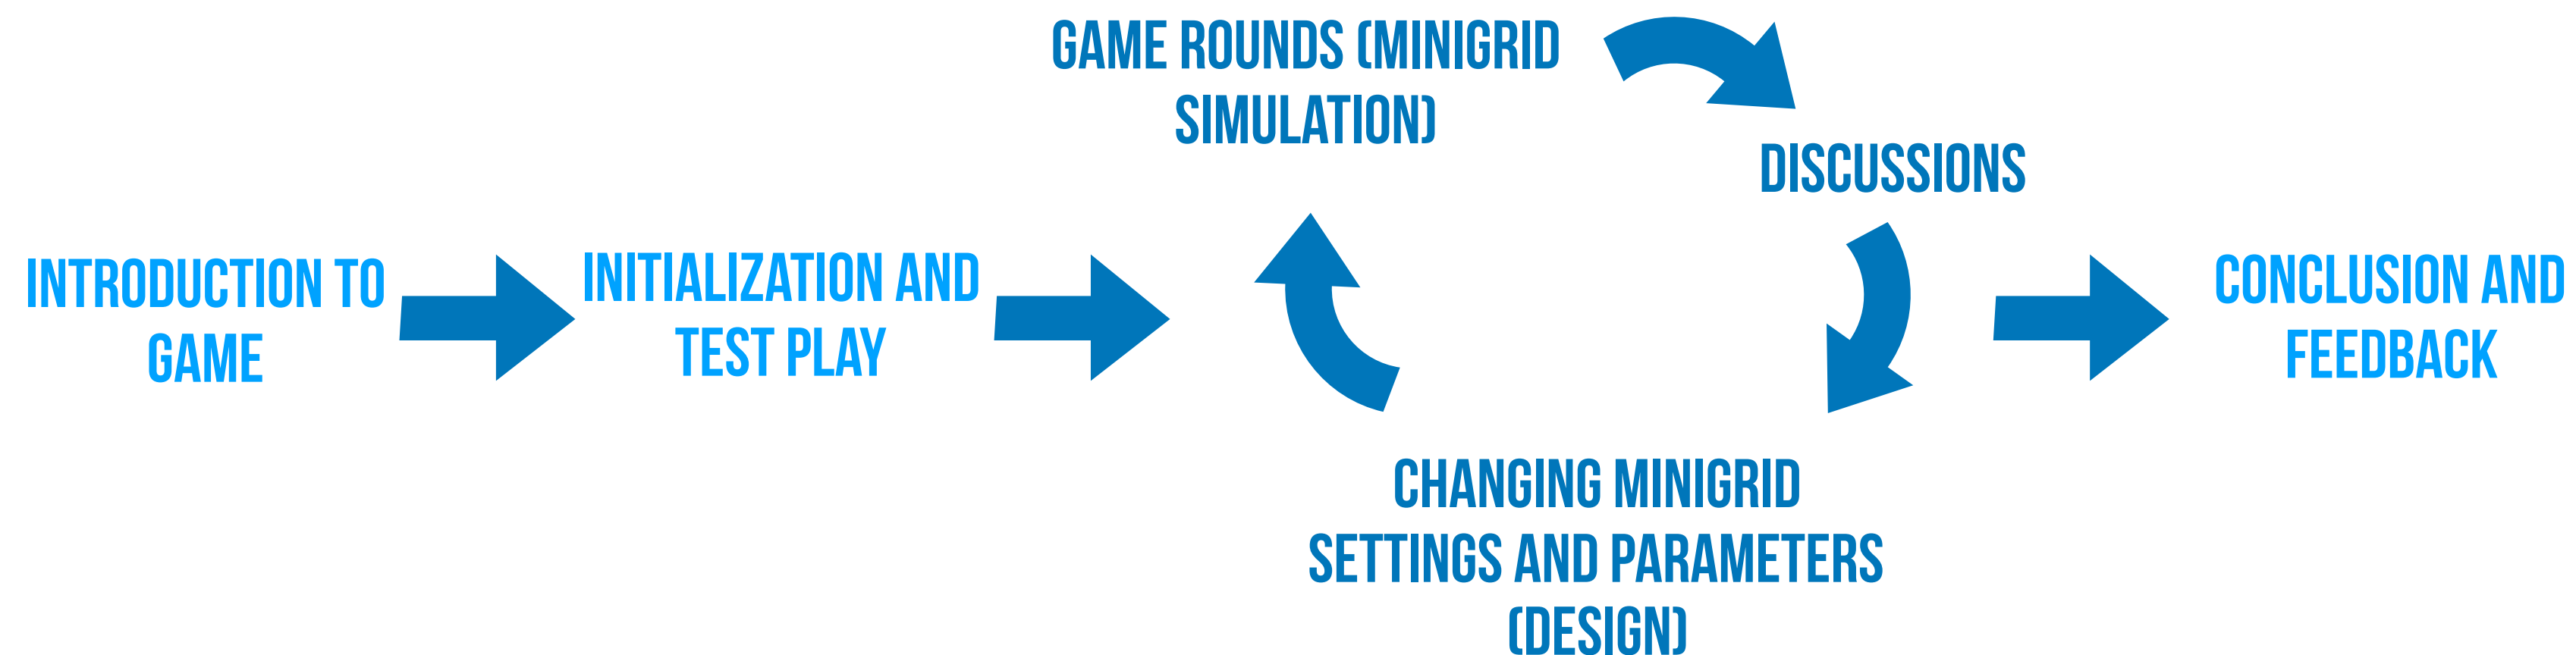 INTRODUCTION TO
GAME
INITIALIZATION AND
TEST PLAY
GAME ROUNDS (MINIGRID
SIMULATION)
DISCUSSIONS
CHANGING MINIGRID
SETTINGS AND PARAMETERS
(DESIGN)
CONCLUSION AND
FEEDBACK